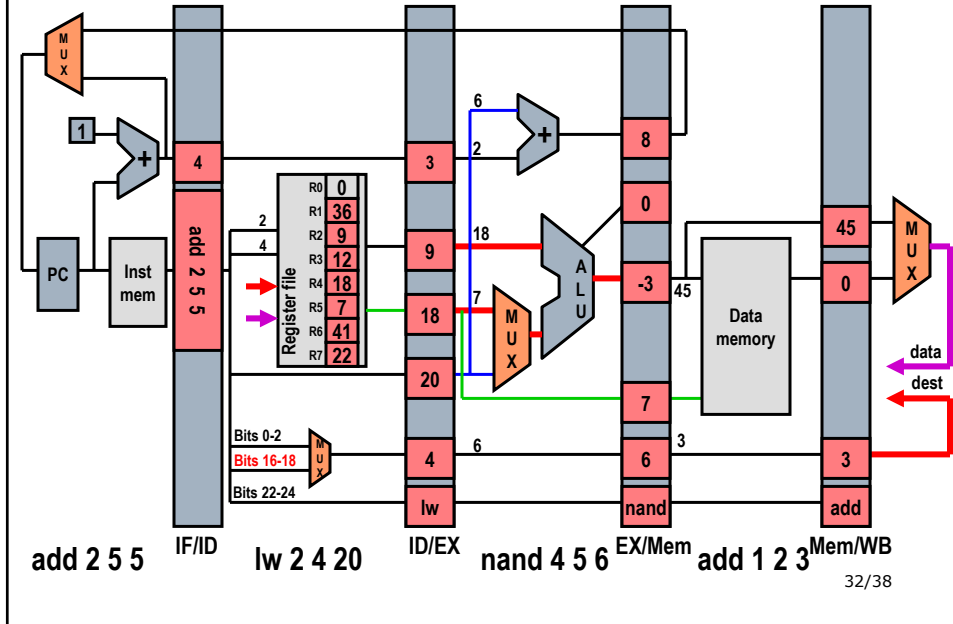 M
U
X
1
+
PC
Inst
mem
4
add 2 5 5
IF/ID
2
4
Register file
R0 0
R1 36
R2 9
R3 12
R4 18
R5 7
R6 41
R7 22
Bits 0-2
Bits 16-18
Bits 22-24
M
U
X
3
9
18
20
4
lw
ID/EX
6
2
18
7
6
+
M
U
X
A
L
U
8
0
-3
7
6
nand
EX/Mem
45
3
Data
memory
45
0
3
add
Mem/WB
M
U
X
data
dest
add 2 5 5
lw 2 4 20
nand 4 5 6
add 1 2 3
32/38